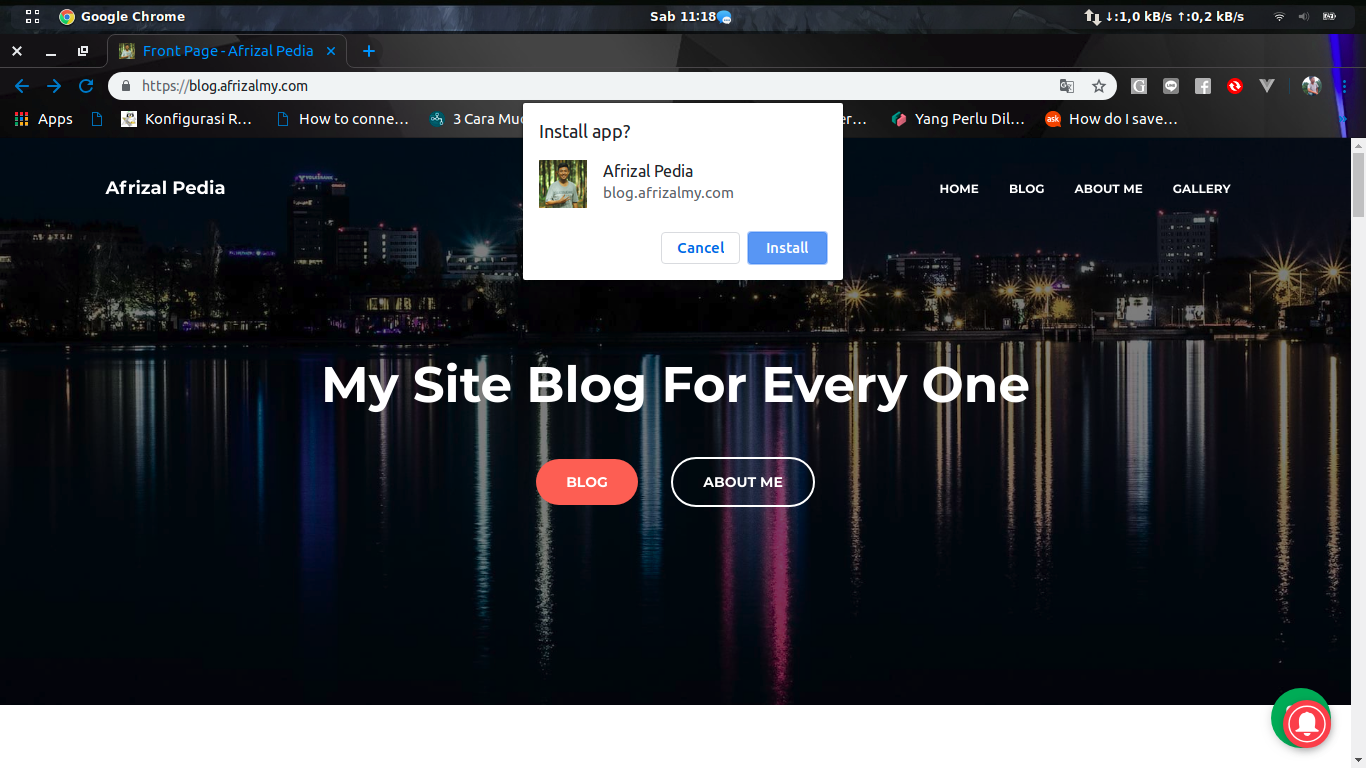 Google Chrome
Sab 11:18
↓:1,0 kB/s ↑:0,2 kB/s
Front Page - Afrizal Pedia
https://blog.afrizalmy.com
Apps
Konfigurasi R...
How to conne...
3 Cara Muc
er...
Yang Perlu Dil...
ask
How do I save...
Install app?
Afrizal Pedia
blog.afrizalmy.com
Cancel
Install
Afrizal Pedia
HOME
BLOG
ABOUT ME
GALLERY
My Site Blog For Every One
BLOG
ABOUT ME